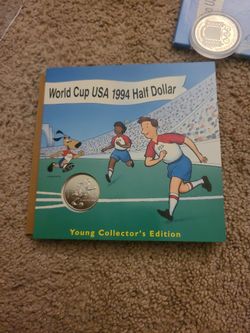 World Cup USA 1994 Half Dollar
Young Collector's Edition